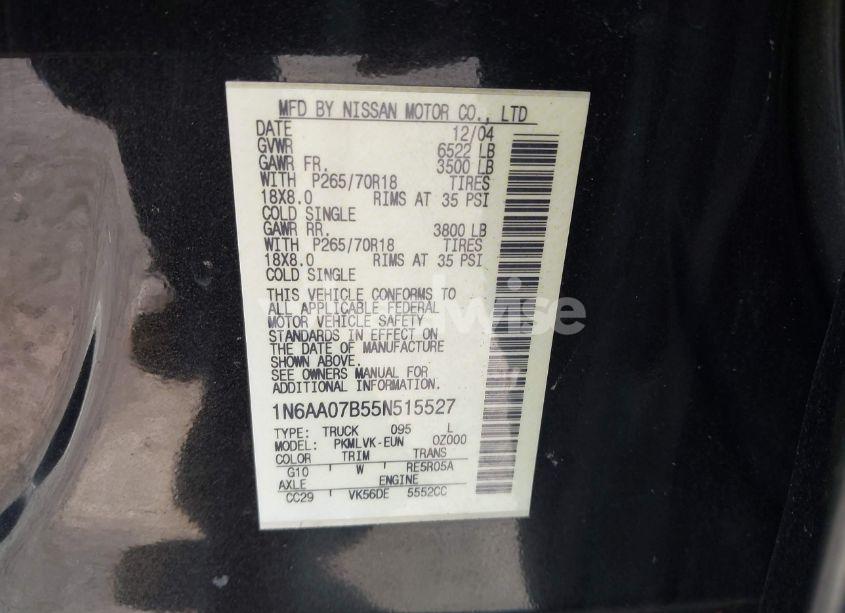 MFD BY NISSAN MOTOR CO., LTD
DATE 12/04
GVWR 6522 LB
GAWR FR. 3500 LB
WITH P265/70R18 TIRES
18X8.0 RIMS AT 35 PSI
COLD SINGLE
GAWR RR. 3800 LB
WITH P265/70R18 TIRES
18X8.0 RIMS AT 35 PSI
COLD SINGLE
THIS VEHICLE CONFORMS TO
ALL APPLICABLE FEDERAL
MOTOR VEHICLE SAFETY
STANDARDS IN EFFECT ON
THE DATE OF MANUFACTURE
SHOWN ABOVE.
SEE OWNERS MANUAL FOR
ADDITIONAL INFORMATION
1N6AA07B55N515527
TYPE: TRUCK 095 L
MODEL: PKMLVK-EUN 0Z000
COLOR TRIM TRANS
G10 W RE5R05A
AXLE ENGINE
CC29 VK56DE 5552CC